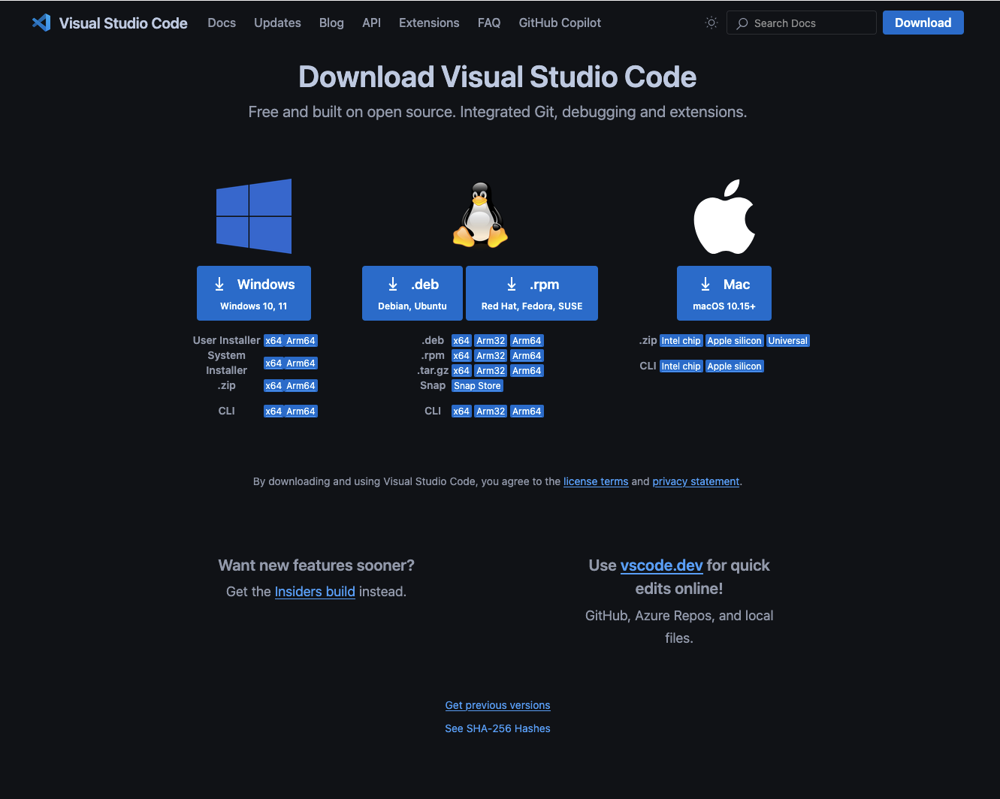 Visual Studio Code Docs Updates Blog API Extensions FAQ GitHub Copilot Search Docs Download
Download Visual Studio Code
Free and built on open source. Integrated Git, debugging and extensions.
Windows
Windows 10, 11
User Installer x64 Arm64
System
Installer x64 Arm64
.zip x64 Arm64
CLI x64 Arm64
.deb
Debian, Ubuntu
.rpm
Red Hat, Fedora, SUSE
.deb x64 Arm32 Arm64
.rpm x64 Arm32 Arm64
.tar.gz x64 Arm32 Arm64
Snap Snap Store
CLI x64 Arm32 Arm64
Mac
macOS 10.15+
.zip Intel chip Apple silicon Universal
CLI Intel chip Apple silicon
By downloading and using Visual Studio Code, you agree to the license terms and privacy statement.
Want new features sooner?
Get the Insiders build instead.
Use vscode.dev for quick
edits online!
GitHub, Azure Repos, and local
files.
Get previous versions
See SHA-256 Hashes